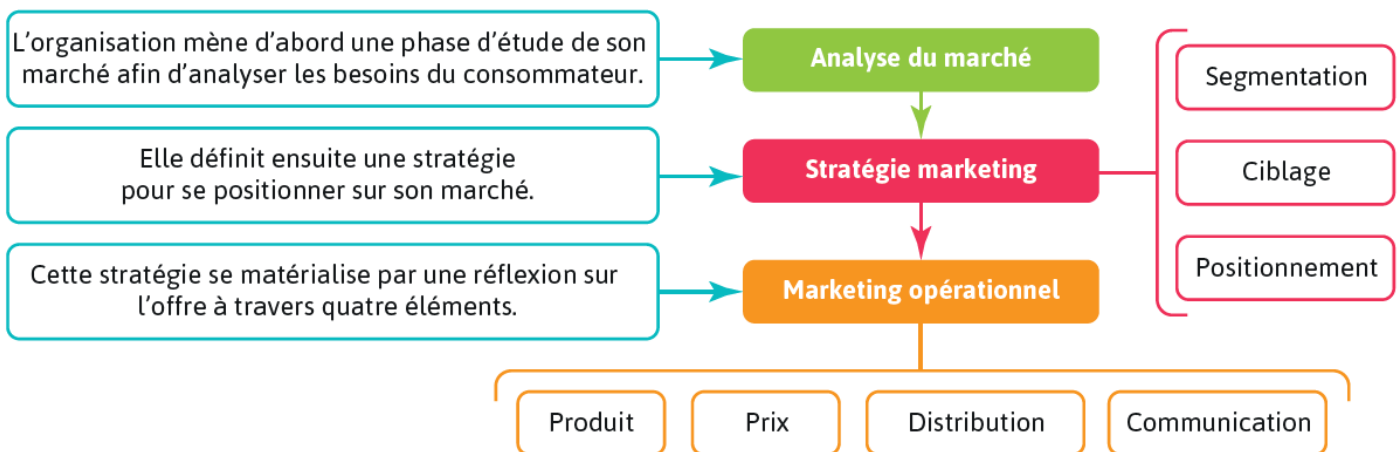 L'organisation mène d'abord une phase d'étude de son
marché afin d'analyser les besoins du consommateur.
Analyse du marché
Segmentation
Elle définit ensuite une stratégie
pour se positionner sur son marché.
Stratégie marketing
Ciblage
Cette stratégie se matérialise par une réflexion sur
l'offre à travers quatre éléments.
Marketing opérationnel
Positionnement
Produit
Prix
Distribution
Communication